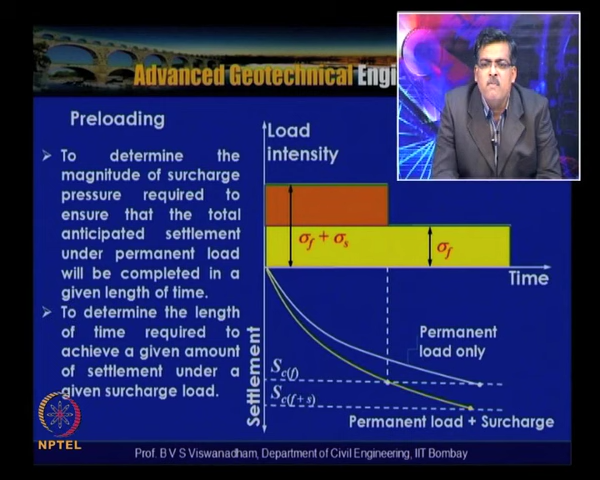 Advanced Geotechnical Engi
Preloading
➢ To determine the
magnitude of surcharge
pressure required to
ensure that the total
anticipated settlement
under permanent load
will be completed in a
given length of time.
➢ To determine the length
of time required to
achieve a given amount
of settlement under a
given surcharge load.
Load
intensity
σf + σs
σf
Time
Settlement
Permanent
load only
Sc(f)
Sc(f + s)
Permanent load + Surcharge
NPTEL
Prof. B V S Viswanadham, Department of Civil Engineering, IIT Bombay